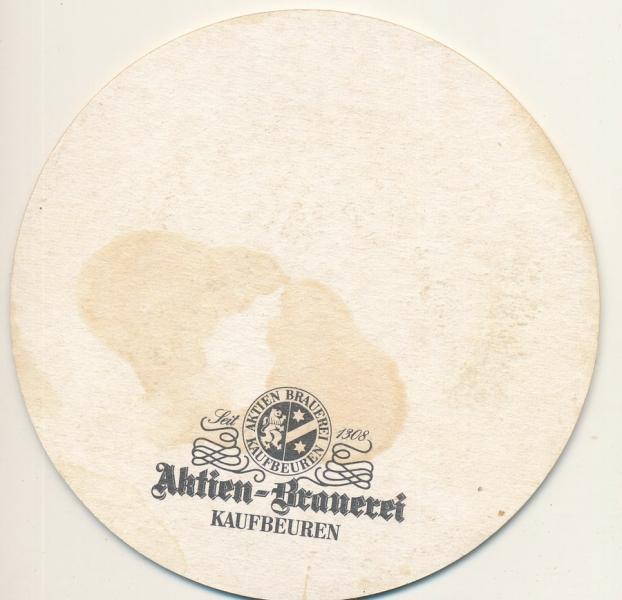 AKTIEN BRAUEREI
KAUFBEUREN
Seit 1308
Aktien-Brauerei
KAUFBEUREN